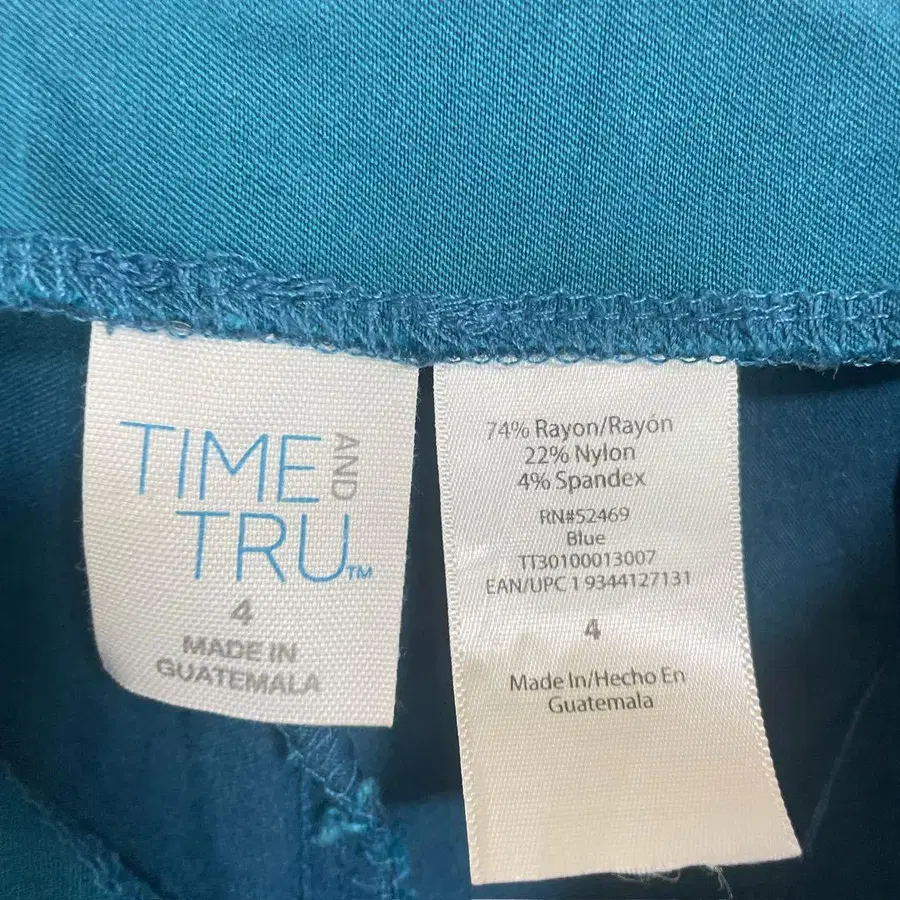 TIME AND
TRU™
4
MADE IN
GUATEMALA
74% Rayon/Rayón
22% Nylon
4% Spandex
RN#52469
Blue
TT30100013007
EAN/UPC 1 9344127131
4
Made In/Hecho En
Guatemala